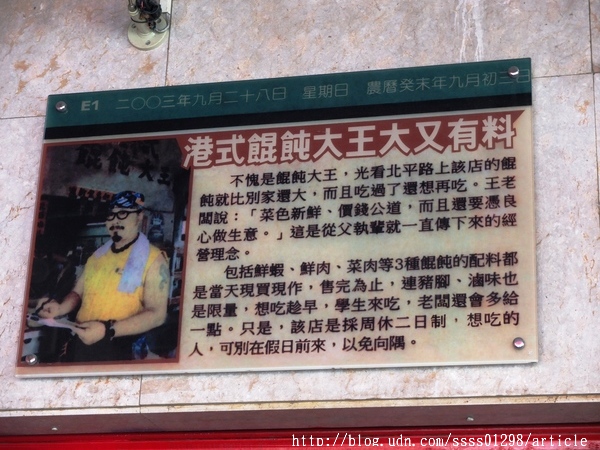 E1 二〇〇三年九月二十八日 星期日 農曆癸未年九月初三日
港式餛飩大王大又有料
餛飩大王
不愧是餛飩大王，光看北平路上該店的餛
飩就比別家還大，而且吃過了還想再吃。王老
闆說：「菜色新鮮、價錢公道，而且還要憑良
心做生意。」這是從父執輩就一直傳下來的經
營理念。
包括鮮蝦、鮮肉、菜肉等3種餛飩的配料都
是當天現買現作，售完為止，連豬腳、滷味也
是限量，想吃趁早，學生來吃，老闆還會多給
一點。只是，該店是採周休二日制，想吃的
人，可別在假日前來，以免向隅。
http://blog.udn.com/ssss01298/article